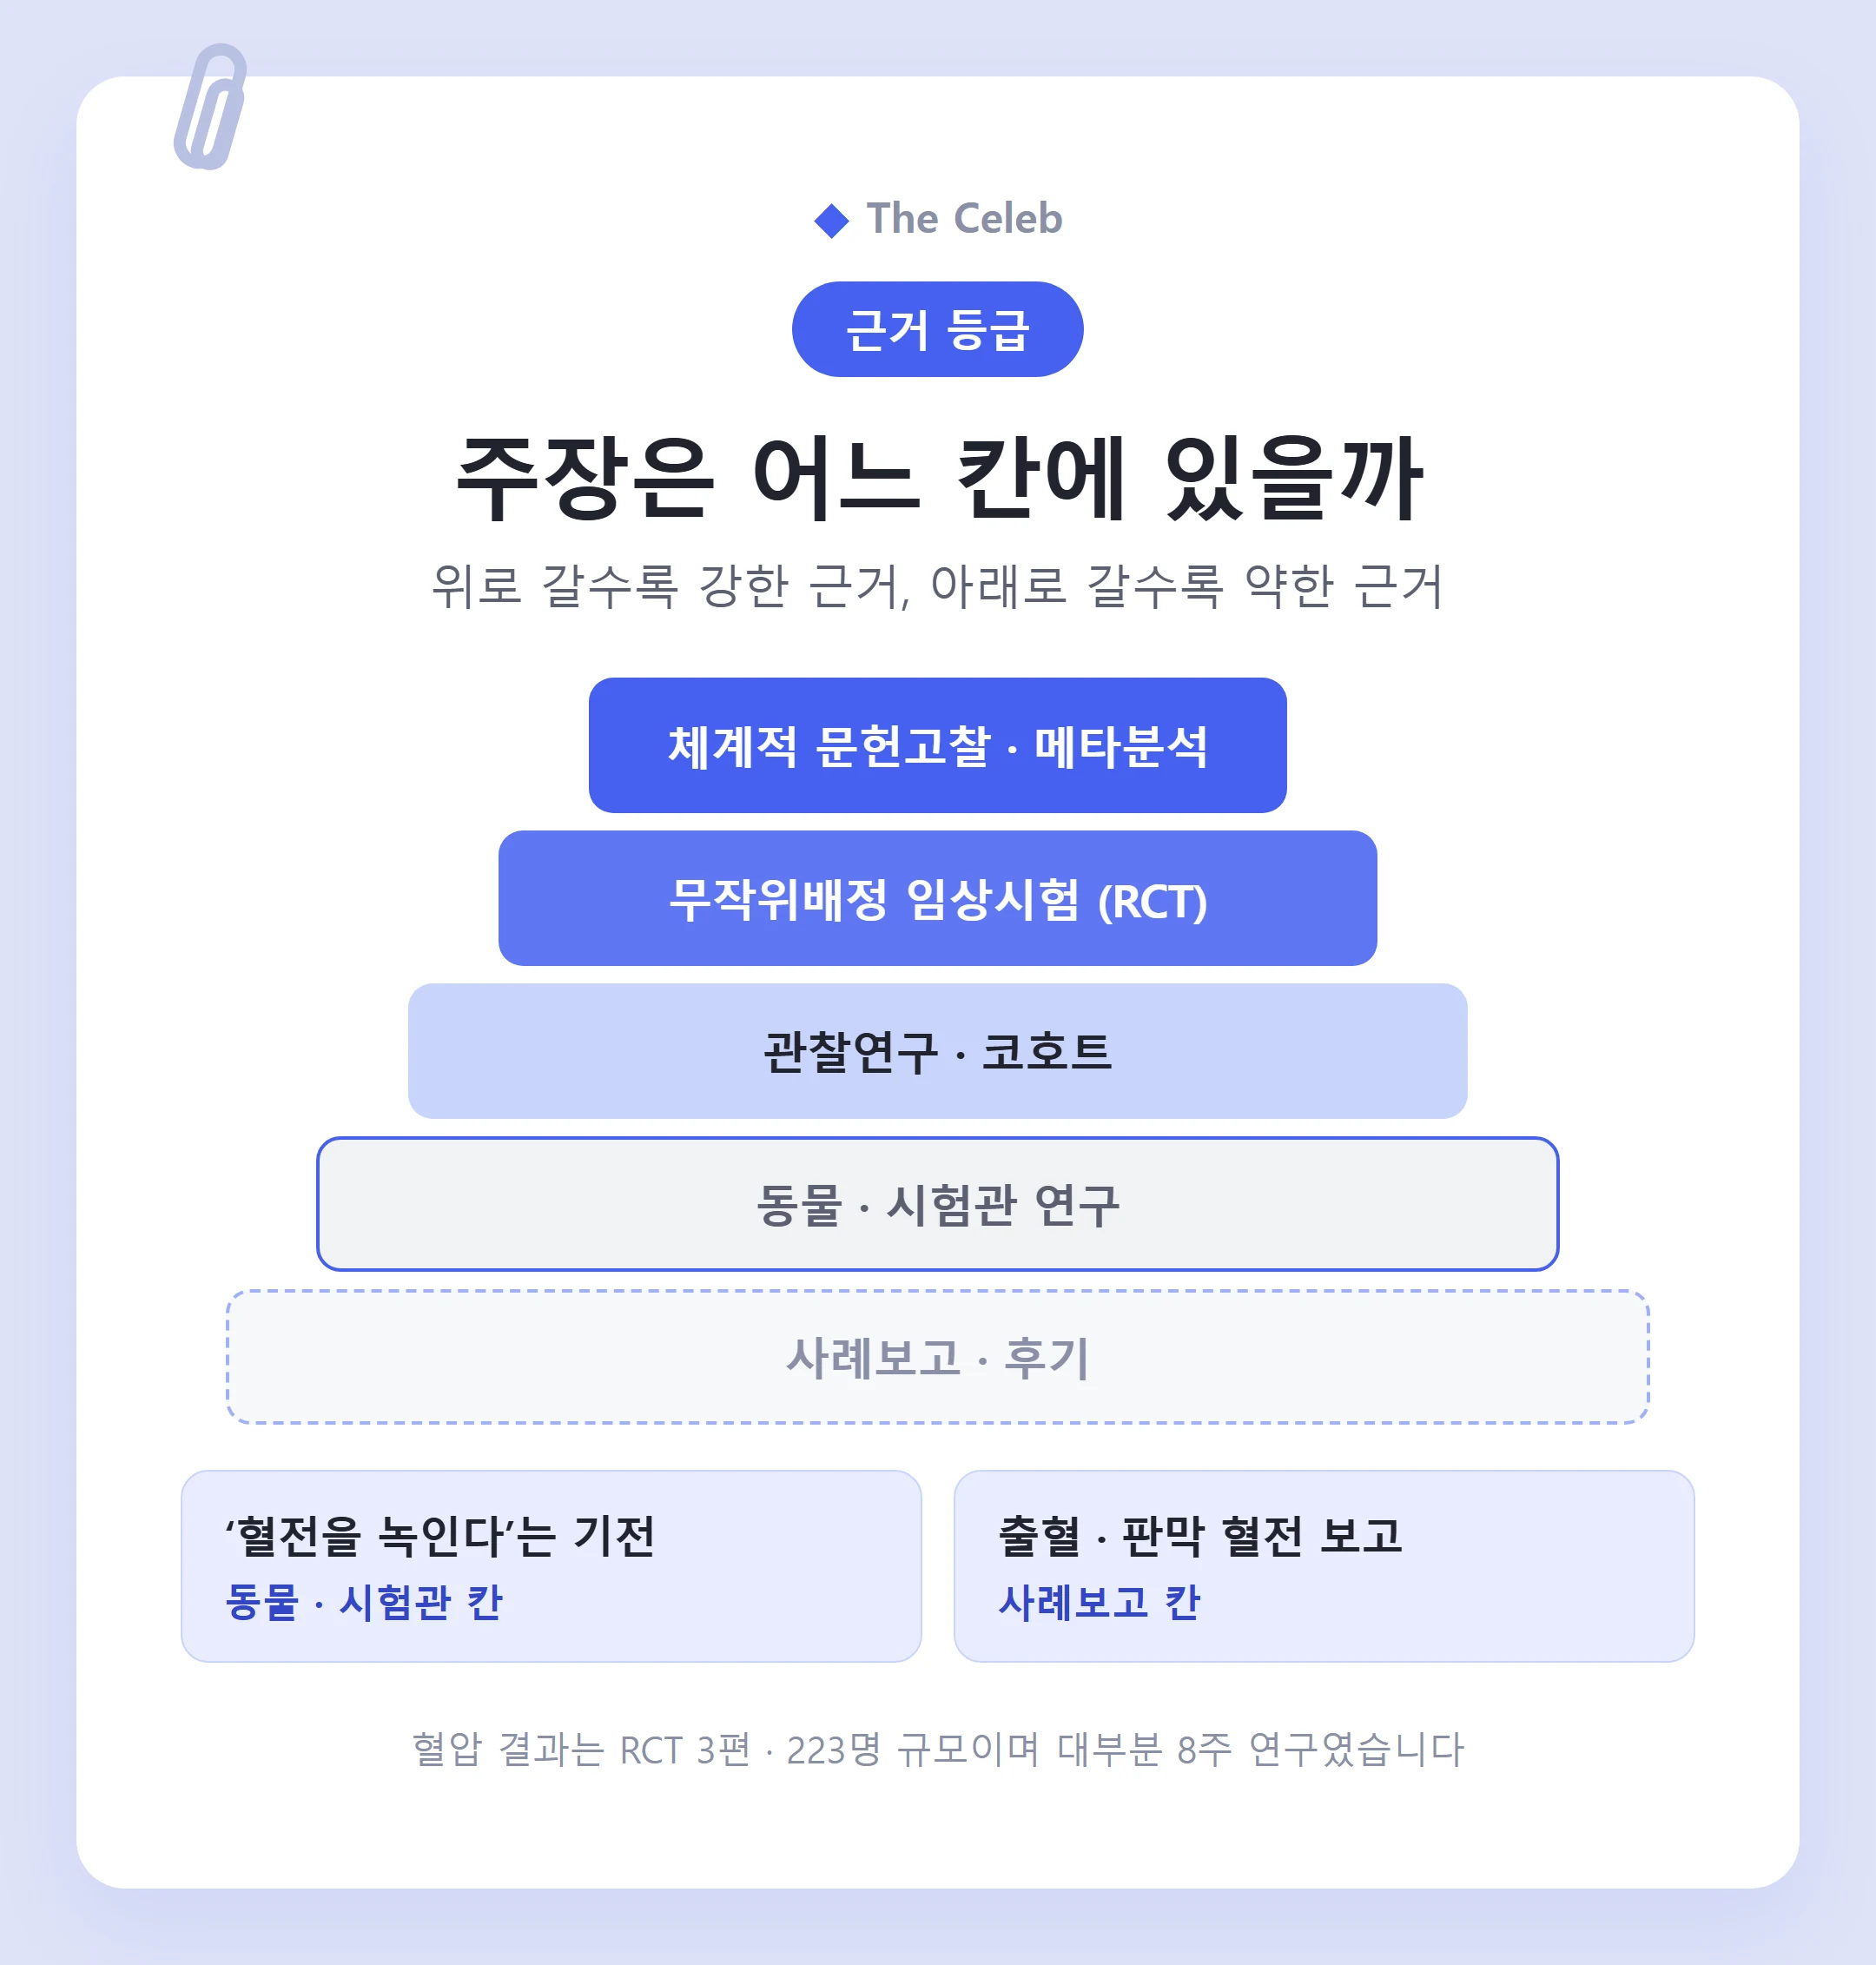 The Celeb
근거 등급
주장은 어느 칸에 있을까
위로 갈수록 강한 근거, 아래로 갈수록 약한 근거
체계적 문헌고찰 · 메타분석
무작위배정 임상시험 (RCT)
관찰연구 · 코호트
동물 · 시험관 연구
사례보고 · 후기
‘혈전을 녹인다’는 기전
동물 · 시험관 칸
출혈 · 판막 혈전 보고
사례보고 칸
혈압 결과는 RCT 3편 · 223명 규모이며 대부분 8주 연구였습니다